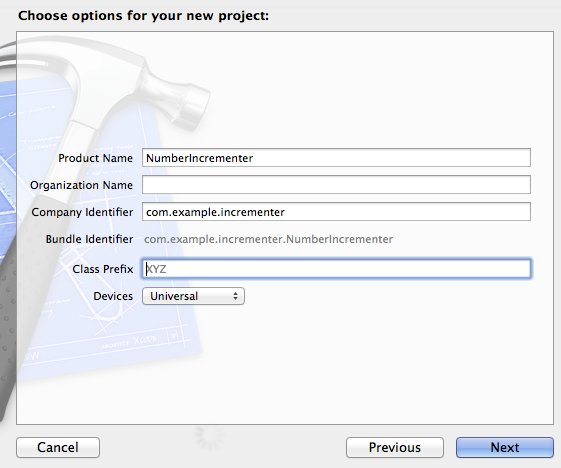 Choose options for your new project:
Product Name NumberIncrementer
Organization Name
Company Identifier com.example.incrementer
Bundle Identifier com.example.incrementer.NumberIncrementer
Class Prefix XYZ
Devices Universal
Cancel Previous Next